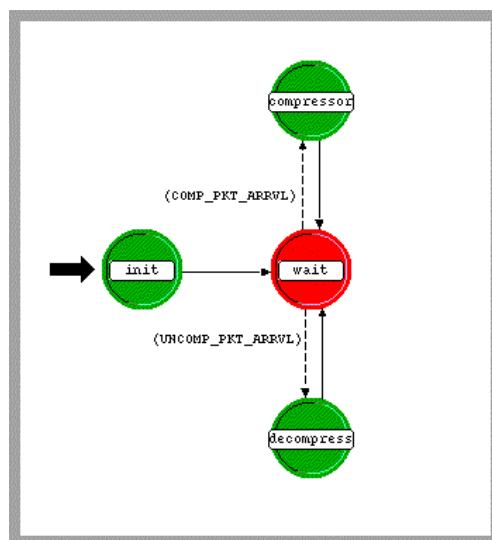 compressor
(COMP_PKT_ARRVL)
init
wait
(UNCOMP_PKT_ARRVL)
decompress